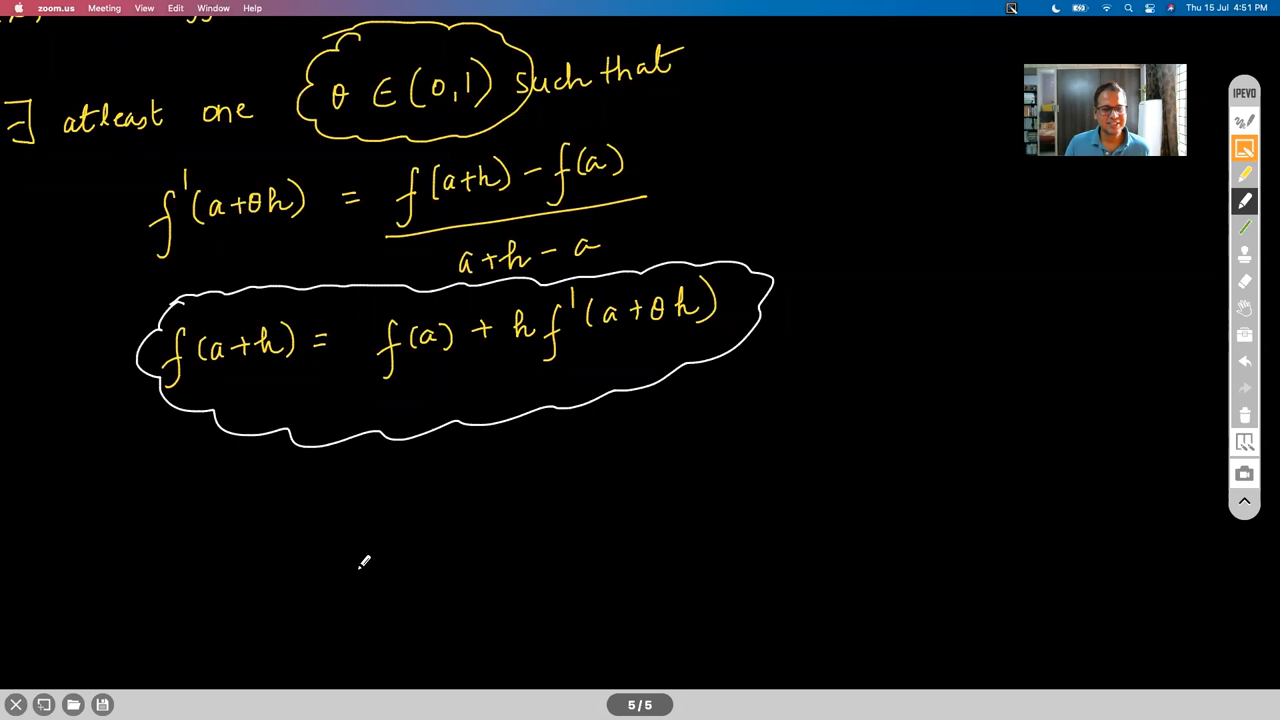 zoom.us Meeting View Edit Window Help Thu 15 Jul 4:51 PM
∃ atleast one θ ∈ (0,1) such that
f'(a+θh) = f(a+h) - f(a) / a+h - a
f(a+h) = f(a) + h f'(a+θh)
IPEVO
5/5